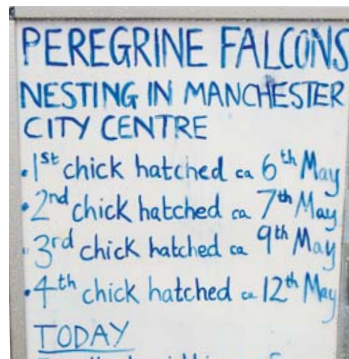 PEREGRINE FALCONS
NESTING IN MANCHESTER
CITY CENTRE
•1st chick hatched ca 6th May
•2nd chick hatched ca 7th May
•3rd chick hatched ca 9th May
•4th chick hatched ca 12th May
TODAY